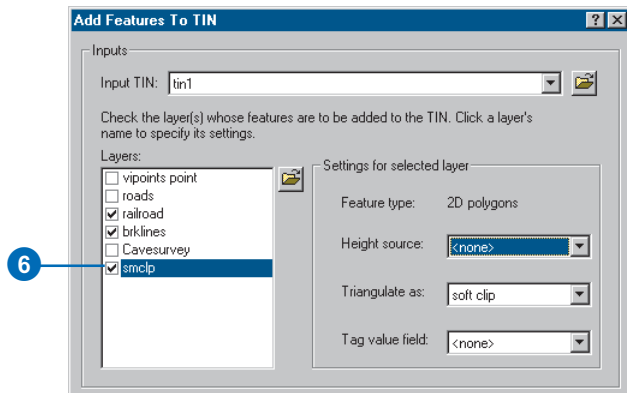 Add Features To TIN
Inputs
Input TIN: tin1
Check the layer(s) whose features are to be added to the TIN. Click a layer's
name to specify its settings.
Layers:
vipoints point
roads
railroad
brklines
Cavesurvey
smclp
6
Settings for selected layer
Feature type: 2D polygons
Height source: <none>
Triangulate as: soft clip
Tag value field: <none>